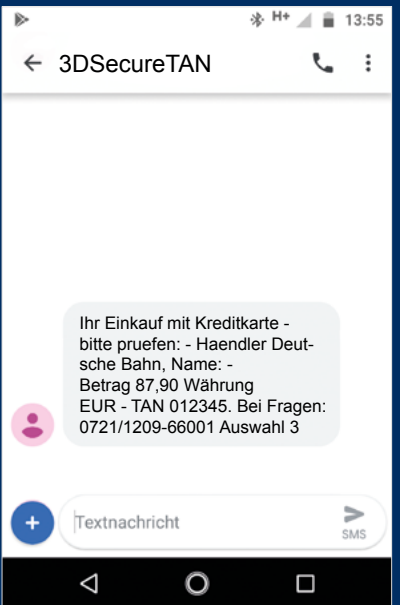 H+ 13:55
3DSecureTAN
Ihr Einkauf mit Kreditkarte -
bitte pruefen: - Haendler Deut-
sche Bahn, Name: -
Betrag 87,90 Währung
EUR - TAN 012345. Bei Fragen:
0721/1209-66001 Auswahl 3
Textnachricht
SMS